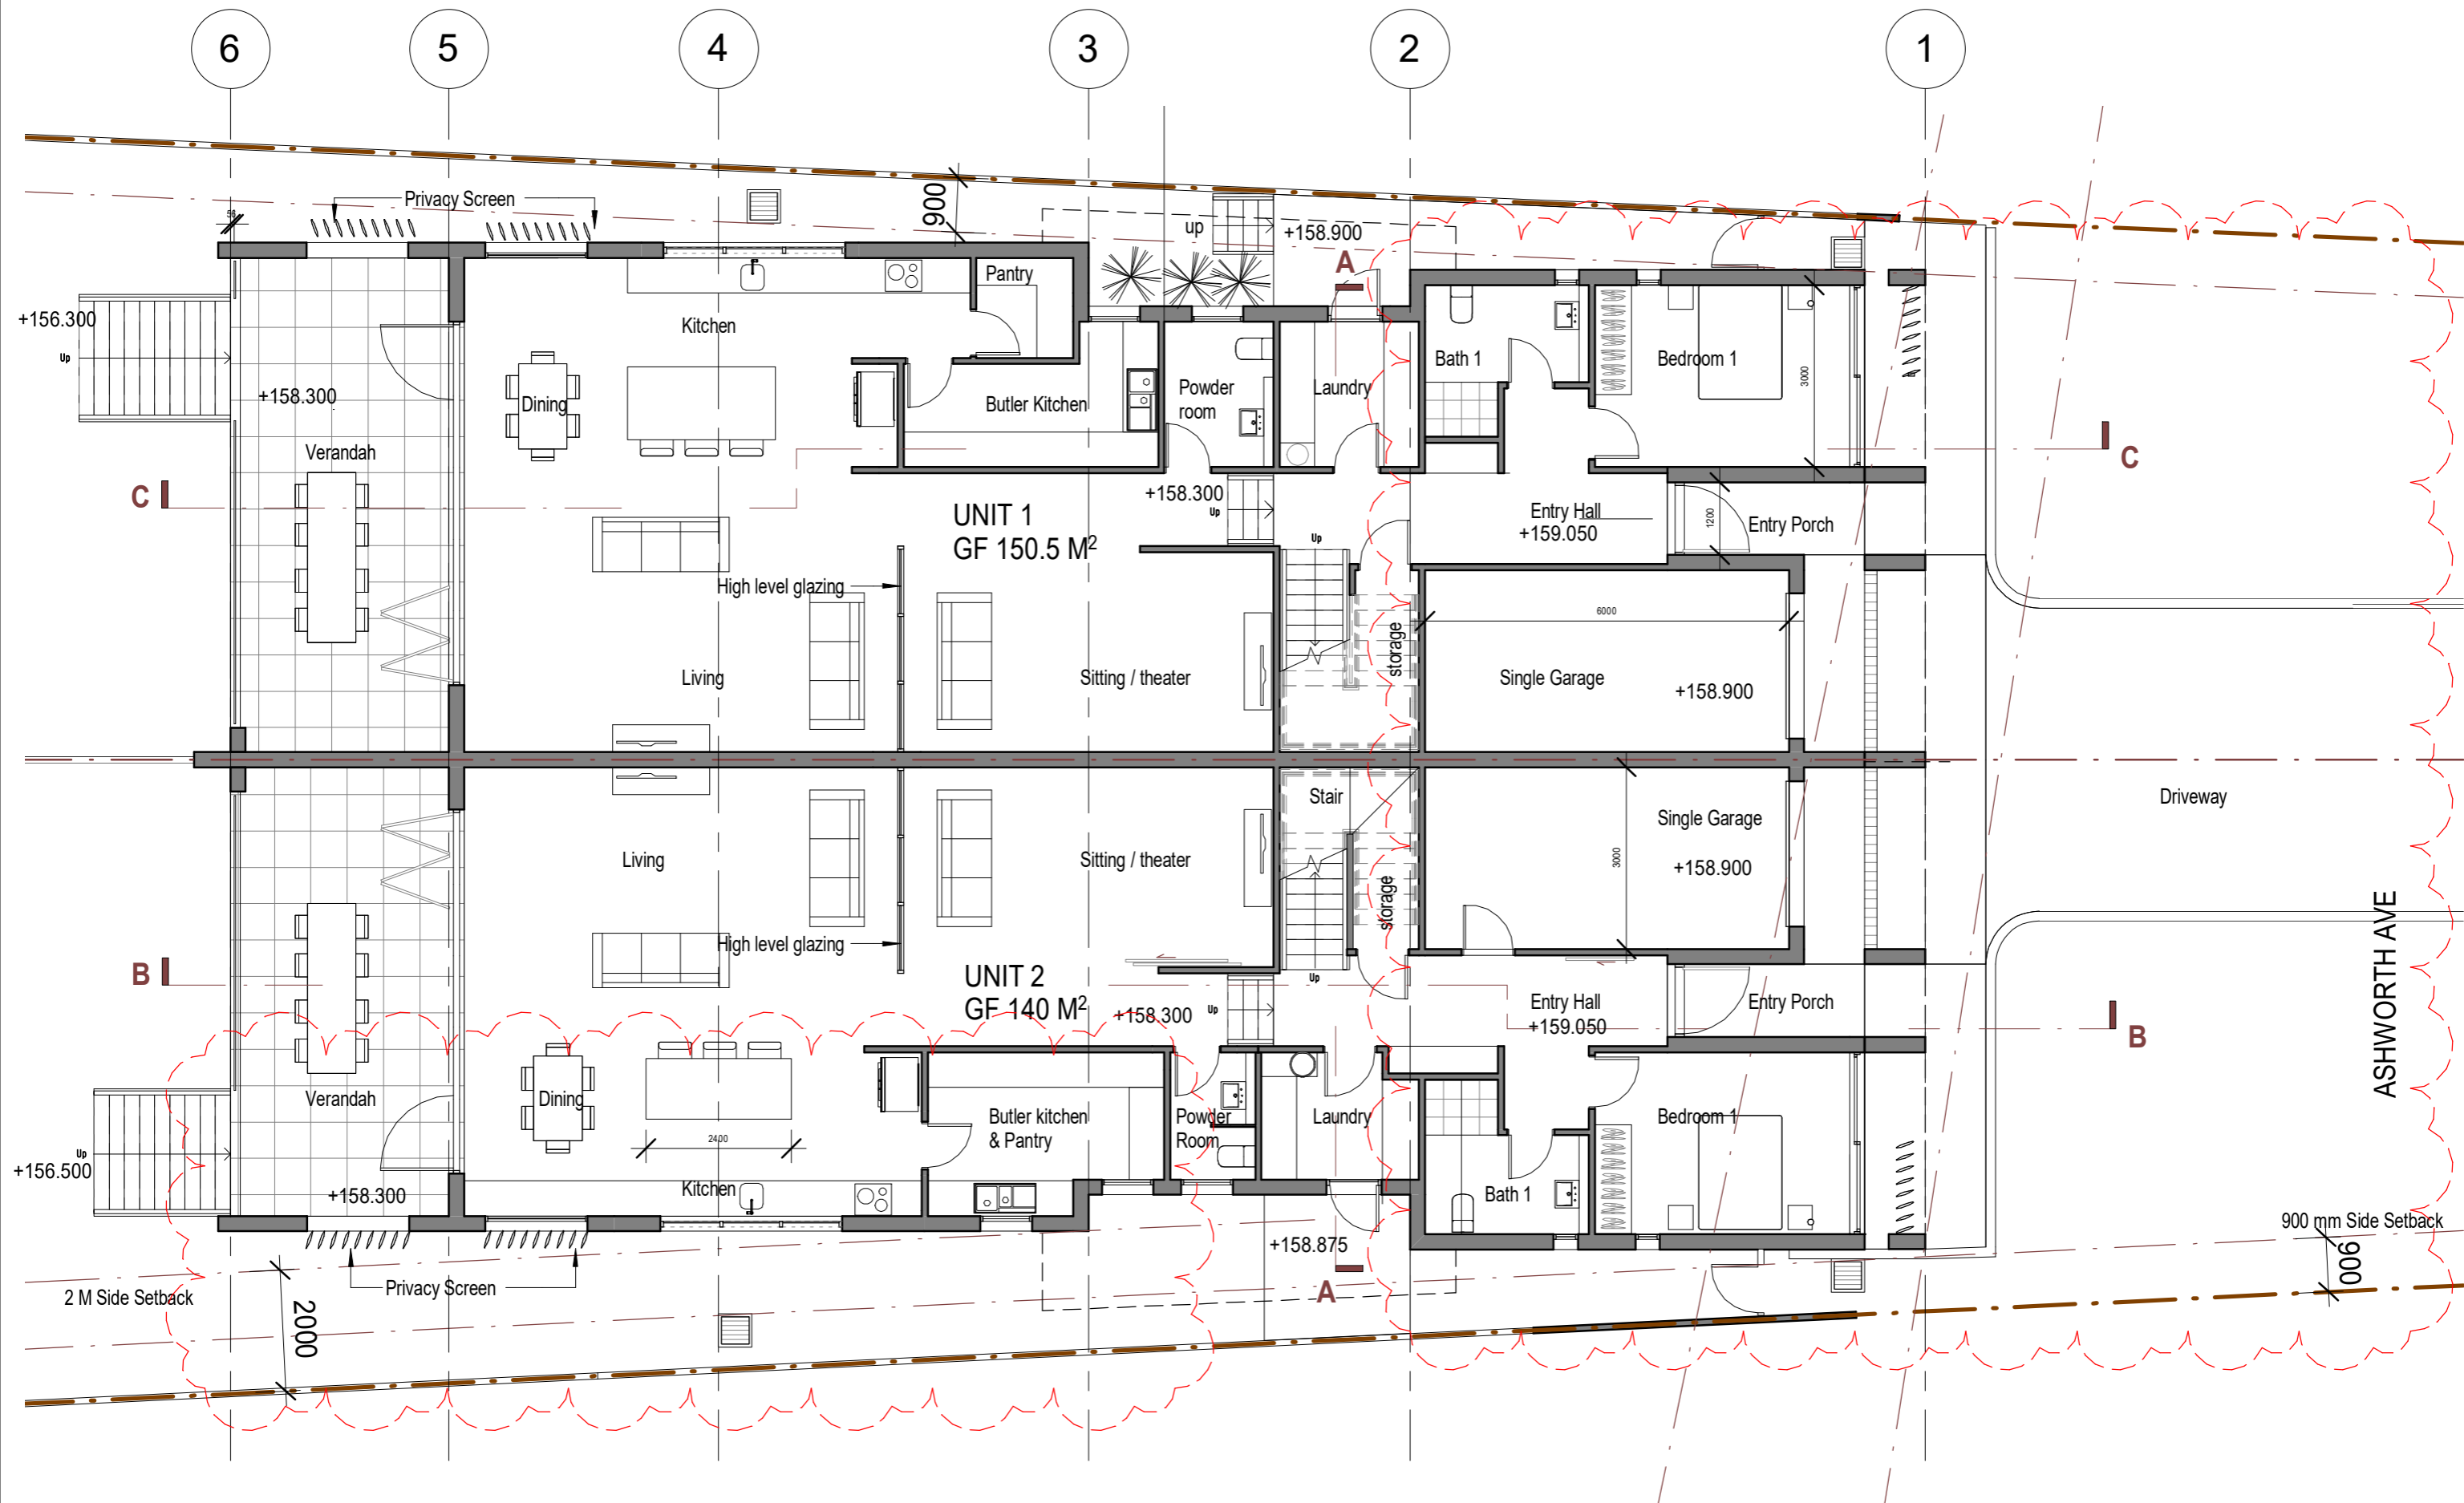 6
5
4
3
2
1
Privacy Screen
56
900
up
+158.900
A
Pantry
+156.300
Up
Kitchen
+158.300
Dining
Butler Kitchen
Powder
room
Laundry
Bath 1
Bedroom 1
3000
Verandah
C
C
+158.300
Up
UNIT 1
GF 150.5 M²
Entry Hall
+159.050
1200
Entry Porch
Up
High level glazing
6000
storage
Living
Sitting / theater
Single Garage
+158.900
Stair
Driveway
Living
Sitting / theater
Single Garage
+158.900
3000
storage
High level glazing
B
UNIT 2
GF 140 M²
+158.300
Up
Up
Entry Hall
+159.050
Entry Porch
B
ASHWORTH AVE
Verandah
Dining
2400
Butler kitchen
& Pantry
Powder
Room
Laundry
Bedroom 1
Up
+156.500
+158.300
Kitchen
Bath 1
+158.875
900 mm Side Setback
900
Privacy Screen
2 M Side Setback
2000
A